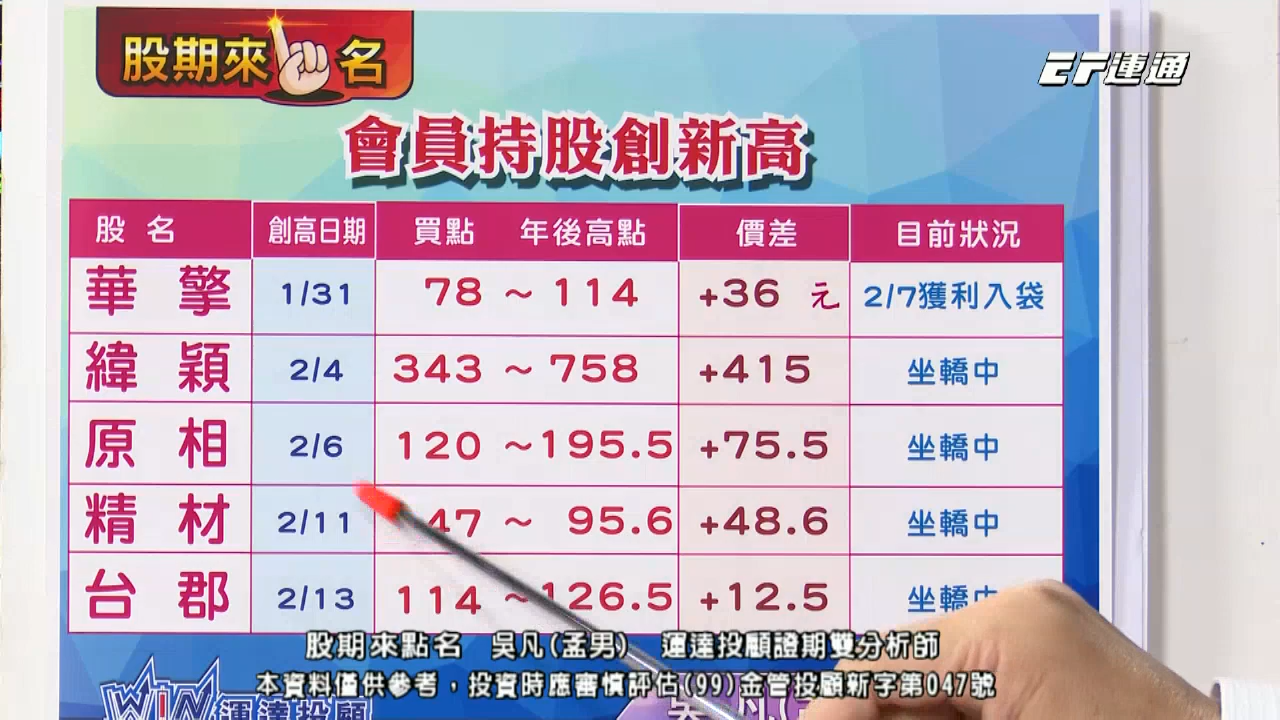 股期來名
EF運通
會員持股創新高
股名 創高日期 買點 年後高點 價差 目前狀況
華擎 1/31 78 ~ 114 +36 元 2/7獲利入袋
緯穎 2/4 343 ~ 758 +415 坐轎中
原相 2/6 120 ~195.5 +75.5 坐轎中
精材 2/11 47 ~ 95.6 +48.6 坐轎中
台郡 2/13 114 ~126.5 +12.5 坐轎中
股期來點名 吳凡(孟男) 運達投顧證期雙分析師
本資料僅供參考，投資時應審慎評估(99)金管投顧新字第047號
WIN 運達投顧